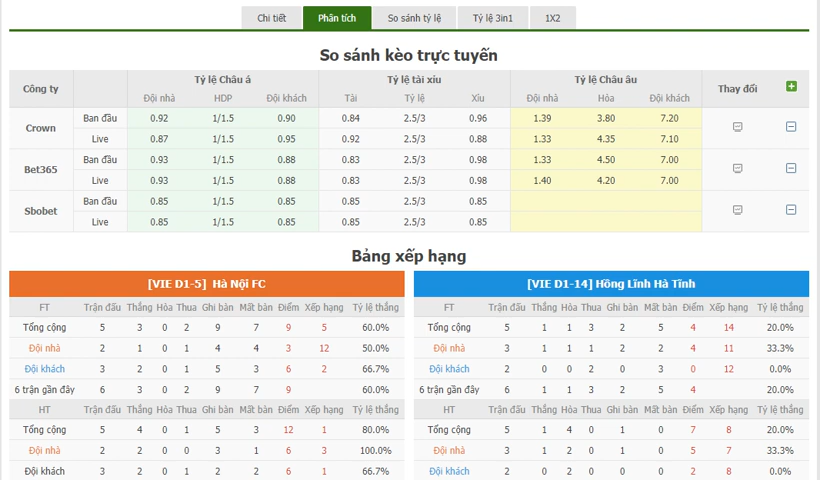 Chi tiết Phân tích So sánh tỷ lệ Tỷ lệ 3in1 1X2
So sánh kèo trực tuyến
Công ty Tỷ lệ Châu á Tỷ lệ tài xỉu Tỷ lệ Châu âu Thay đổi
Đội nhà HDP Đội khách Tài Tỷ lệ Xỉu Đội nhà Hòa Đội khách
Crown Ban đầu 0.92 1/1.5 0.90 0.84 2.5/3 0.96 1.39 3.80 7.20
Live 0.87 1/1.5 0.95 0.92 2.5/3 0.88 1.33 4.35 7.10
Bet365 Ban đầu 0.93 1/1.5 0.88 0.83 2.5/3 0.98 1.33 4.50 7.00
Live 0.93 1/1.5 0.88 0.83 2.5/3 0.98 1.40 4.20 7.00
Sbobet Ban đầu 0.85 1/1.5 0.85 0.85 2.5/3 0.85
Live 0.85 1/1.5 0.85 0.85 2.5/3 0.85
Bảng xếp hạng
[VIE D1-5] Hà Nội FC
FT Trận đấu Thắng Hòa Thua Ghi bàn Mất bàn Điểm Xếp hạng Tỷ lệ thắng
Tổng cộng 5 3 0 2 9 7 9 5 60.0%
Đội nhà 2 1 0 1 4 4 3 12 50.0%
Đội khách 3 2 0 1 5 3 6 2 66.7%
6 trận gần đây 6 3 0 2 9 7 9 60.0%
HT Trận đấu Thắng Hòa Thua Ghi bàn Mất bàn Điểm Xếp hạng Tỷ lệ thắng
Tổng cộng 5 4 0 1 5 3 12 1 80.0%
Đội nhà 2 2 0 0 3 1 6 3 100.0%
Đội khách 3 2 0 1 2 2 6 1 66.7%
[VIE D1-14] Hồng Lĩnh Hà Tĩnh
FT Trận đấu Thắng Hòa Thua Ghi bàn Mất bàn Điểm Xếp hạng Tỷ lệ thắng
Tổng cộng 5 1 1 3 2 5 4 14 20.0%
Đội nhà 3 1 1 1 2 2 4 11 33.3%
Đội khách 2 0 0 2 0 3 0 12 0.0%
6 trận gần đây 6 1 1 3 2 5 4 20.0%
HT Trận đấu Thắng Hòa Thua Ghi bàn Mất bàn Điểm Xếp hạng Tỷ lệ thắng
Tổng cộng 5 1 4 0 1 0 7 8 20.0%
Đội nhà 3 1 2 0 1 0 5 7 33.3%
Đội khách 2 0 2 0 0 0 2 8 0.0%